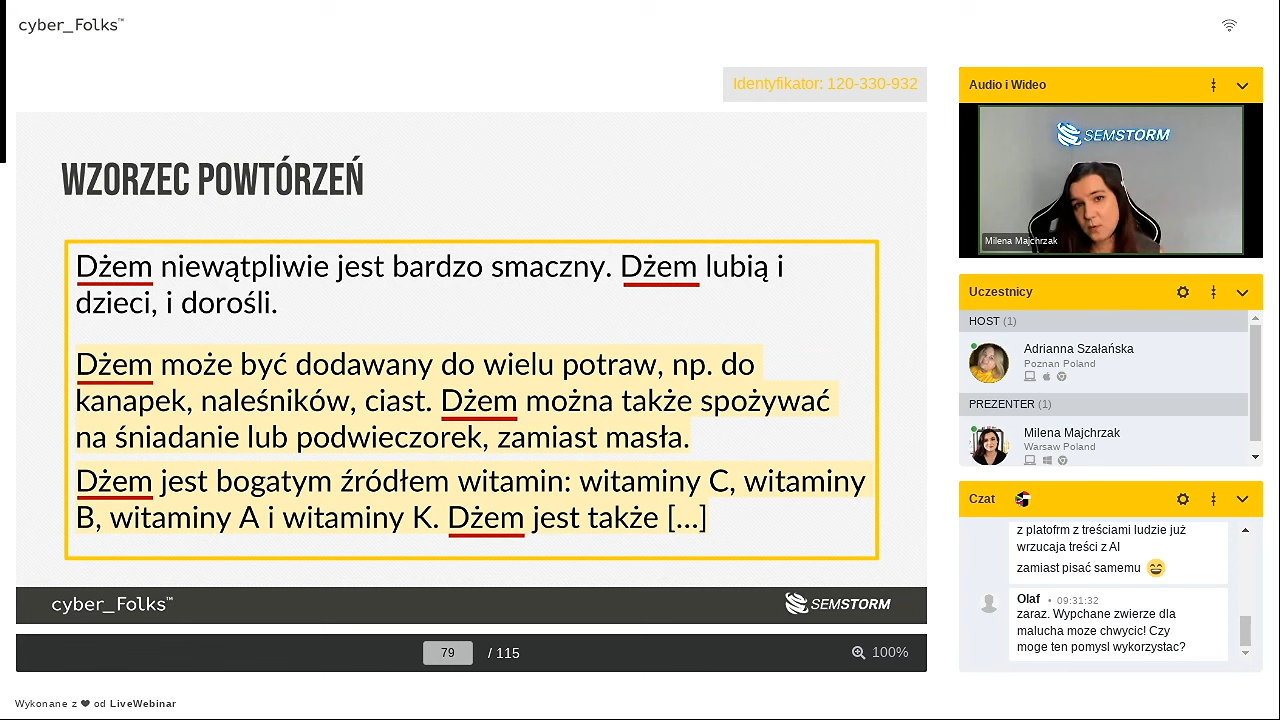 cyber_Folks™
Identyfikator: 120-330-932
WZORZEC POWTÓRZEŃ
Dżem niewątpliwie jest bardzo smaczny. Dżem lubią i
dzieci, i dorośli.
Dżem może być dodawany do wielu potraw, np. do
kanapek, naleśników, ciast. Dżem można także spożywać
na śniadanie lub podwieczorek, zamiast masła.
Dżem jest bogatym źródłem witamin: witaminy C, witaminy
B, witaminy A i witaminy K. Dżem jest także [...]
cyber_Folks™
SEMSTORM
79 / 115
100%
Wykonane z ❤ od LiveWebinar
Audio i Wideo
SEMSTORM
Milena Majchrzak
Uczestnicy
HOST (1)
Adrianna Szałańska
Poznan Poland
PREZENTER (1)
Milena Majchrzak
Warsaw Poland
Czat
z platofrm z treściami ludzie już
wrzucaja treści z AI
zamiast pisać samemu 😄
Olaf • 09:31:32
zaraz. Wypchane zwierze dla
malucha moze chwycic! Czy
moge ten pomysl wykorzystac?